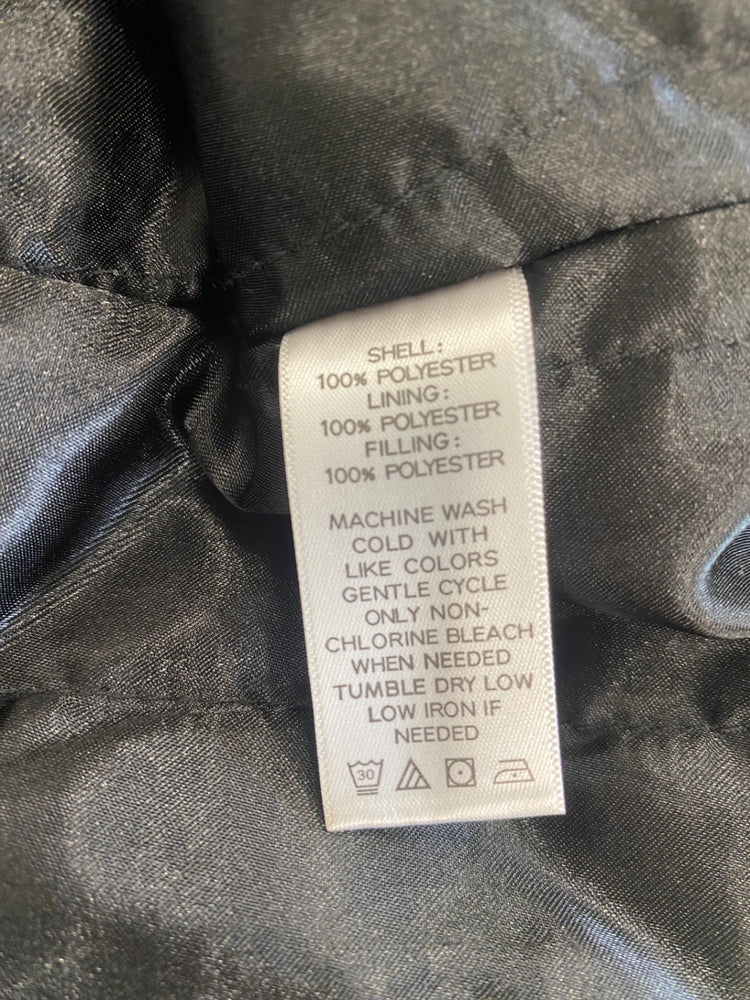 SHELL:
100% POLYESTER
LINING:
100% POLYESTER
FILLING:
100% POLYESTER
MACHINE WASH
COLD WITH
LIKE COLORS
GENTLE CYCLE
ONLY NON-
CHLORINE BLEACH
WHEN NEEDED
TUMBLE DRY LOW
LOW IRON IF
NEEDED
30